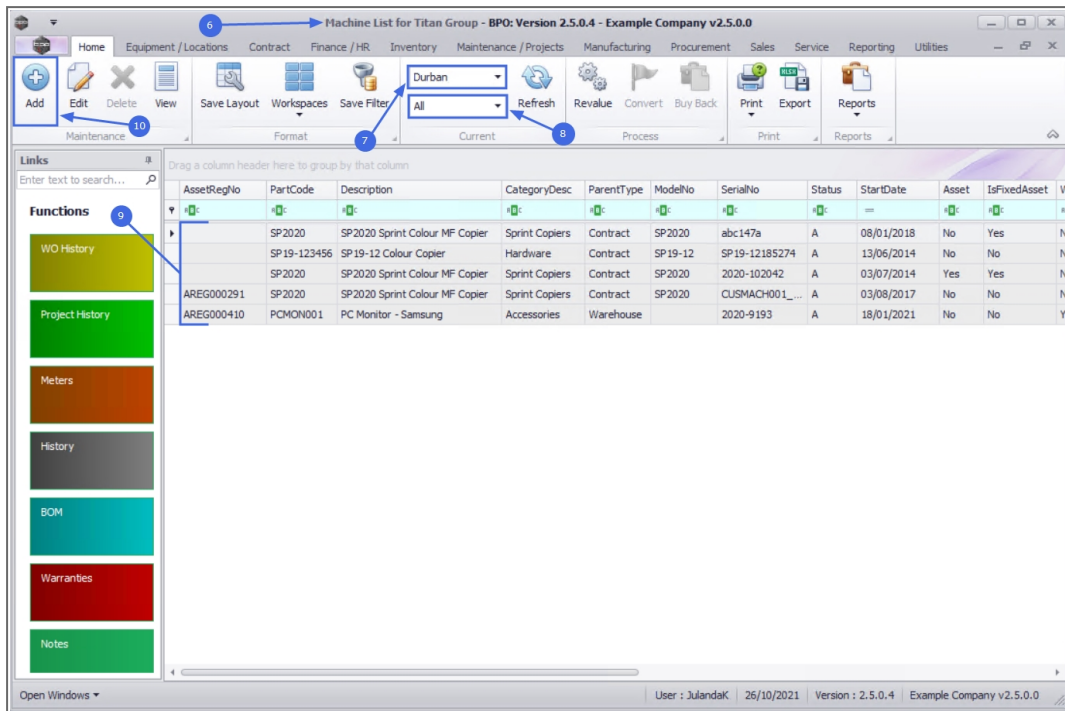 Machine List for Titan Group - BPO: Version 2.5.0.4 - Example Company v2.5.0.0
6
Home Equipment / Locations Contract Finance / HR Inventory Maintenance / Projects Manufacturing Procurement Sales Service Reporting Utilities
Add Edit Delete View Save Layout Workspaces Save Filter Durban All Refresh Revalue Convert Buy Back Print Export Reports
10 7 8
Maintenance Format Current Process Print Reports
Links
Enter text to search...
Functions
9
WO History
Project History
Meters
History
BOM
Warranties
Notes
Drag a column header here to group by that column
AssetRegNo PartCode Description CategoryDesc ParentType ModelNo SerialNo Status StartDate Asset IsFixedAsset
SP2020 SP2020 Sprint Colour MF Copier Sprint Copiers Contract SP2020 abc147a A 08/01/2018 No Yes
SP19-123456 SP19-12 Colour Copier Hardware Contract SP19-12 SP19-12185274 A 13/06/2014 No No
SP2020 SP2020 Sprint Colour MF Copier Sprint Copiers Contract SP2020 2020-102042 A 03/07/2014 Yes Yes
AREG000291 SP2020 SP2020 Sprint Colour MF Copier Sprint Copiers Contract SP2020 CUSMACH001_... A 03/08/2017 No No
AREG000410 PCMON001 PC Monitor - Samsung Accessories Warehouse 2020-9193 A 18/01/2021 No No
Open Windows User : JulandaK 26/10/2021 Version : 2.5.0.4 Example Company v2.5.0.0